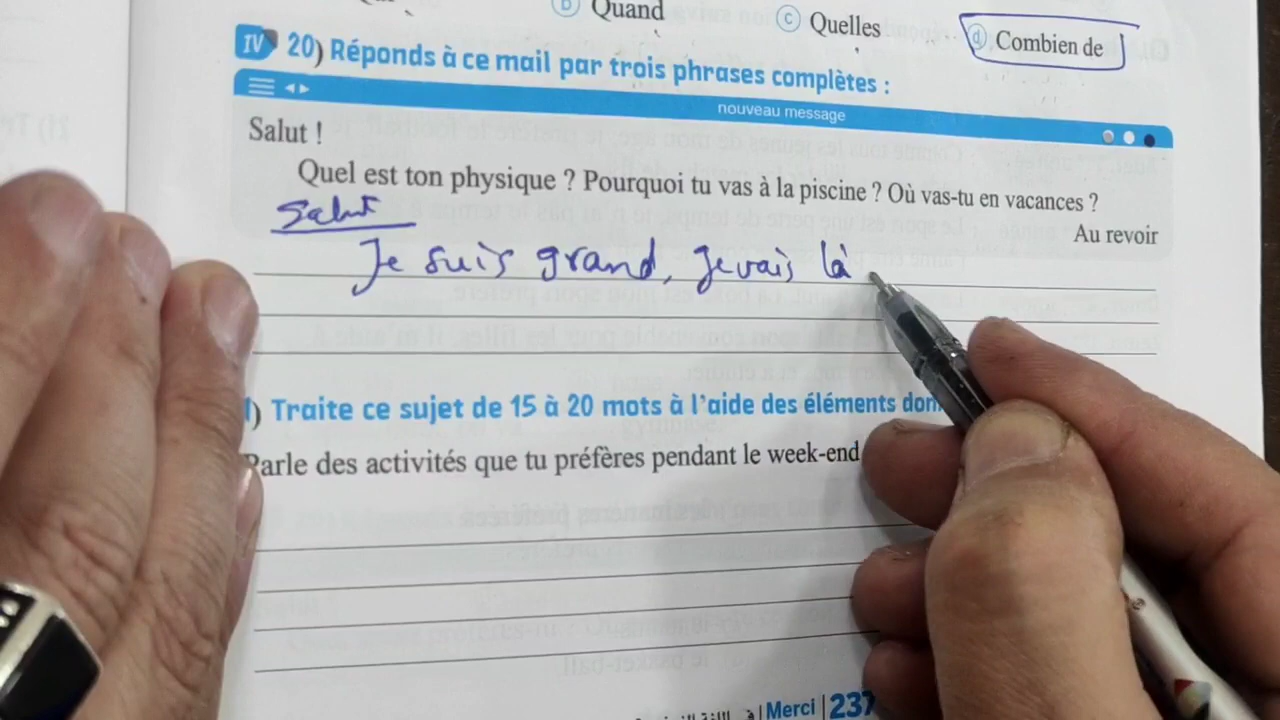 Quand
c Quelles
d Combien de
IV 20) Réponds à ce mail par trois phrases complètes :
nouveau message
Salut !
Quel est ton physique ? Pourquoi tu vas à la piscine ? Où vas-tu en vacances ?
Au revoir
Salut
Je suis grand, Je vais là
) Traite ce sujet de 15 à 20 mots à l'aide des éléments don
Parle des activités que tu préfères pendant le week-end
Merci | 237